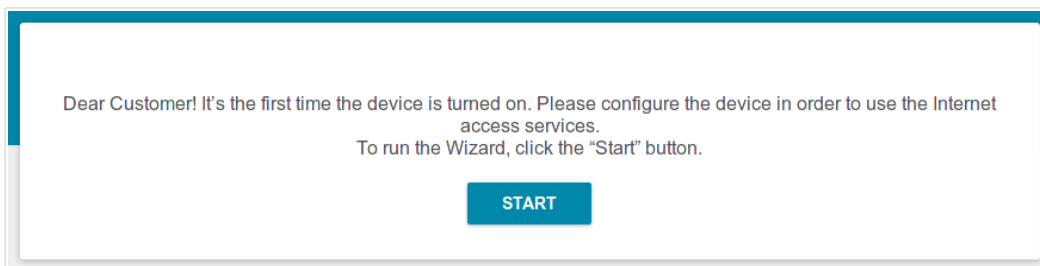 Dear Customer! It’s the first time the device is turned on. Please configure the device in order to use the Internet
access services.
To run the Wizard, click the “Start” button.
START